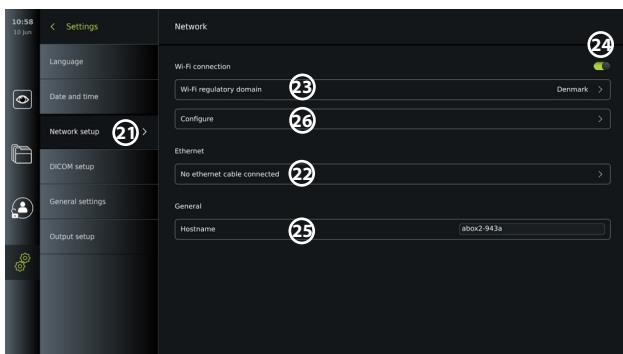 10:58
10 Jun
< Settings
Language
Date and time
Network setup 21 >
DICOM setup
General settings
Output setup
Network
24
Wi-Fi connection
Wi-Fi regulatory domain 23 Denmark >
Configure 26 >
Ethernet
No ethernet cable connected 22 >
General
Hostname 25 abox2-943a